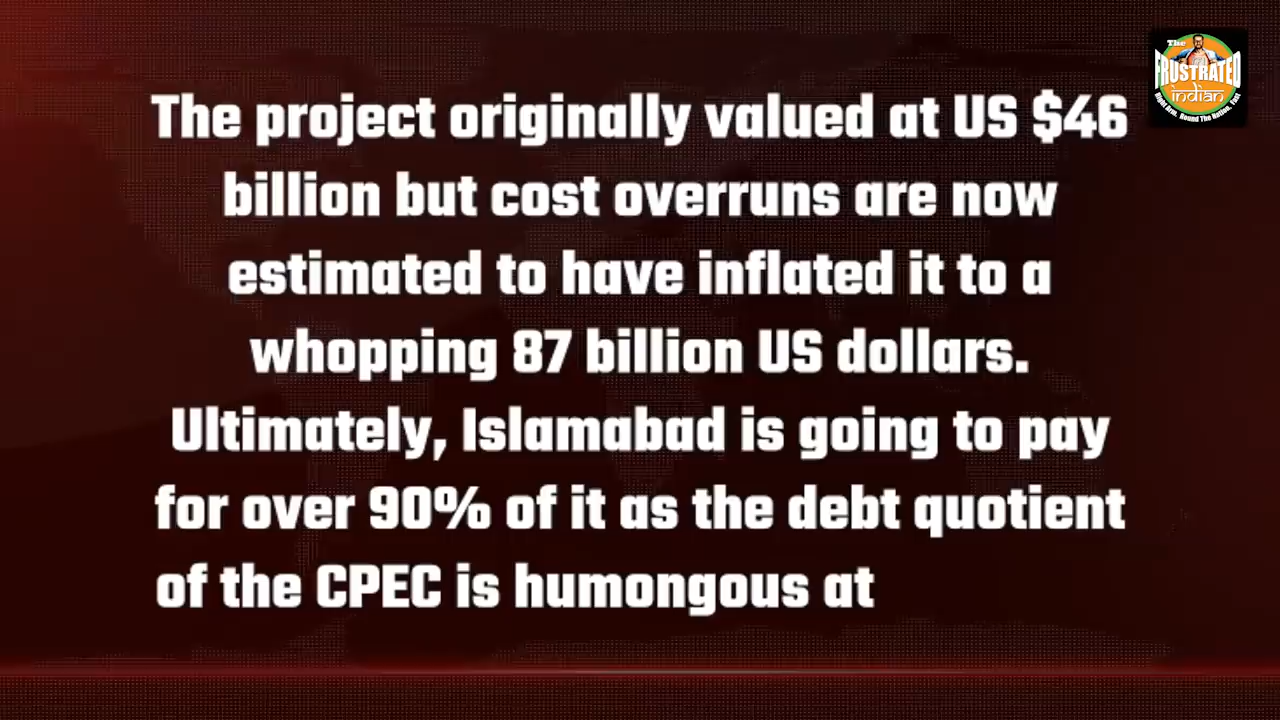 The
FRUSTRATED
indian
The project originally valued at US $46
billion but cost overruns are now
estimated to have inflated it to a
whopping 87 billion US dollars.
Ultimately, Islamabad is going to pay
for over 90% of it as the debt quotient
of the CPEC is humongous at